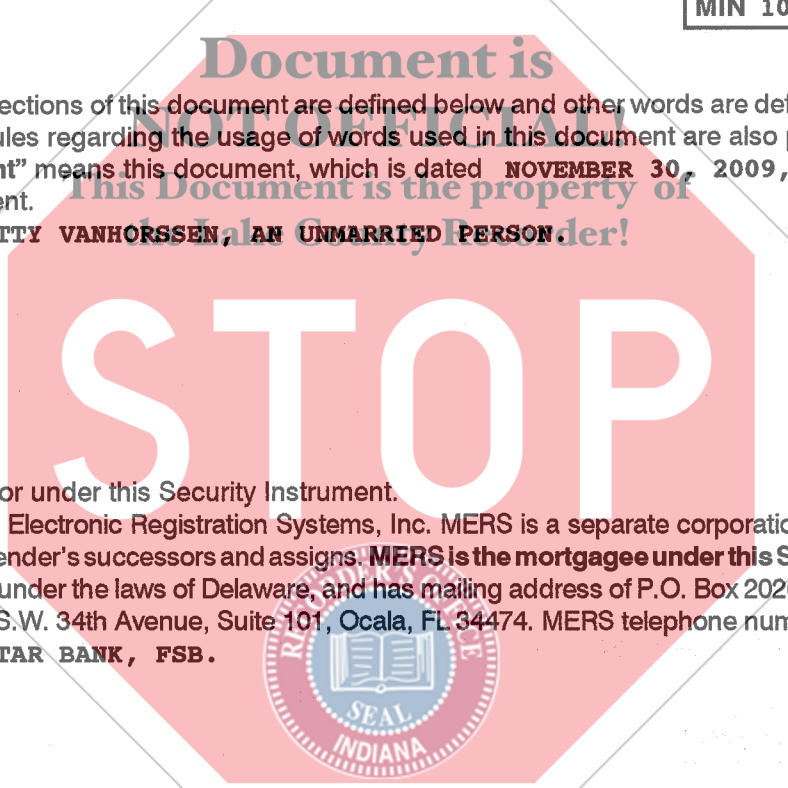 MIN 10
Document is
ections of this document are defined below and other words are def
NOT OFFICIAL!
ules regarding the usage of words used in this document are also p
nt” means this document, which is dated NOVEMBER 30, 2009,
This Document is the property of
ent.
TTY VANHORSSEN, AN UNMARRIED PERSON.
the Lake County Recorder!
STOP
or under this Security Instrument.
Electronic Registration Systems, Inc. MERS is a separate corporatio
ender's successors and assigns. MERS is the mortgagee under this S
under the laws of Delaware, and has mailing address of P.O. Box 202
S.W. 34th Avenue, Suite 101, Ocala, FL 34474. MERS telephone num
TAR BANK, FSB.
RECORDER'S OFFICE
SEAL
INDIANA